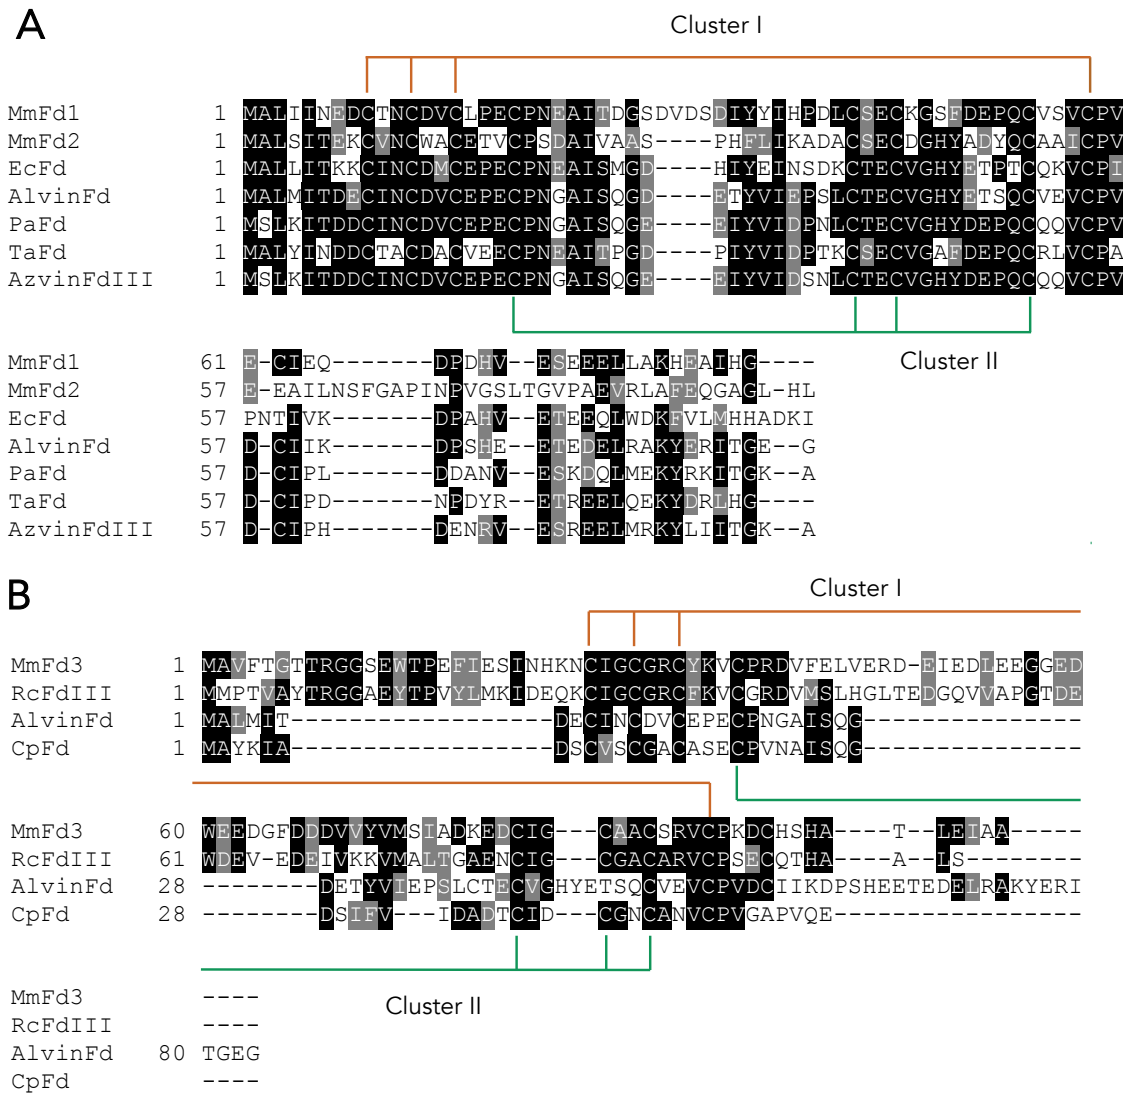 A
Cluster I
MmFd1 1 MALIINEDCTNCDVCLPECPNEAITDGSDVDSDIYYIHPDLCSECKGSFDEPQCVSVCPV
MmFd2 1 MALSITEKCVNCWACETVCPSDAIVAAS----PHFLIKADACSECDGHYADYQCAAICPV
EcFd 1 MALLITKKCINCDMCEPECPNEAISMGD----HIYEINSDKCTECVGHYETPTCQKVCPI
AlvinFd 1 MALMITDECINCDVCEPECPNGAISQGD----ETYVIEPSLCTECVGHYETSQCVEVCPV
PaFd 1 MSLKITDDCINCDVCEPECPNGAISQGE----EIYVIDPNLCTECVGHYDEPQCQQVCPV
TaFd 1 MALYINDDCTACDACVEECPNEAITPGD----PIYVIDPTKCSECVGAFDEPQCRLVCPA
AzvinFdIII 1 MSLKITDDCINCDVCEPECPNGAISQGE----EIYVIDSNLCTECVGHYDEPQCQQVCPV
MmFd1 61 E-CIEQ-------DPDHV--ESEEELLAKHEAIHG----
Cluster II
MmFd2 57 E-EAILNSFGAPINPVGSLTGVPAEVRLAFEQGAGL-HL
EcFd 57 PNTIVK-------DPAHV--ETEEQLWDKFVLMHHADKI
AlvinFd 57 D-CIIK-------DPSHE--ETEDELRAKYERITGE--G
PaFd 57 D-CIPL-------DDANV--ESKDQLMEKYRKITGK--A
TaFd 57 D-CIPD-------NPDYR--ETREELQEKYDRLHG----
AzvinFdIII 57 D-CIPH-------DENRV--ESREELMRKYLIITGK--A
B
Cluster I
MmFd3 1 MAVFTGTTRGGSEWTPEFIESINHKNCIGCGRCYKVCPRDVFELVERD-EIEDLEEGGED
RcFdIII 1 MMPTVAYTRGGAEYTPVYLMKIDEQKCIGCGRCFKVCGRDVMSLHGLTEDGQVVAPGTDE
AlvinFd 1 MALMIT------------------DECINCDVCEPECPNGAISQG---------------
CpFd 1 MAYKIA------------------DSCVSCGACASECPVNAISQG---------------
MmFd3 60 WEEDGFDDDVVYVMSIADKEDCIG---CAACSRVCPKDCHSHA----T--LEIAA-----
RcFdIII 61 WDEV-EDEIVKKVMALTGAENCIG---CGACARVCPSECQTHA----A--LS--------
AlvinFd 28 --------DETYVIEPSLCTECVGHYETSQCVEVCPVDCIIKDPSHEETEDELRAKYERI
CpFd 28 --------DSIFV---IDADTCID---CGNCANVCPVGAPVQE-----------------
Cluster II
MmFd3 ----
RcFdIII ----
AlvinFd 80 TGEG
CpFd ----